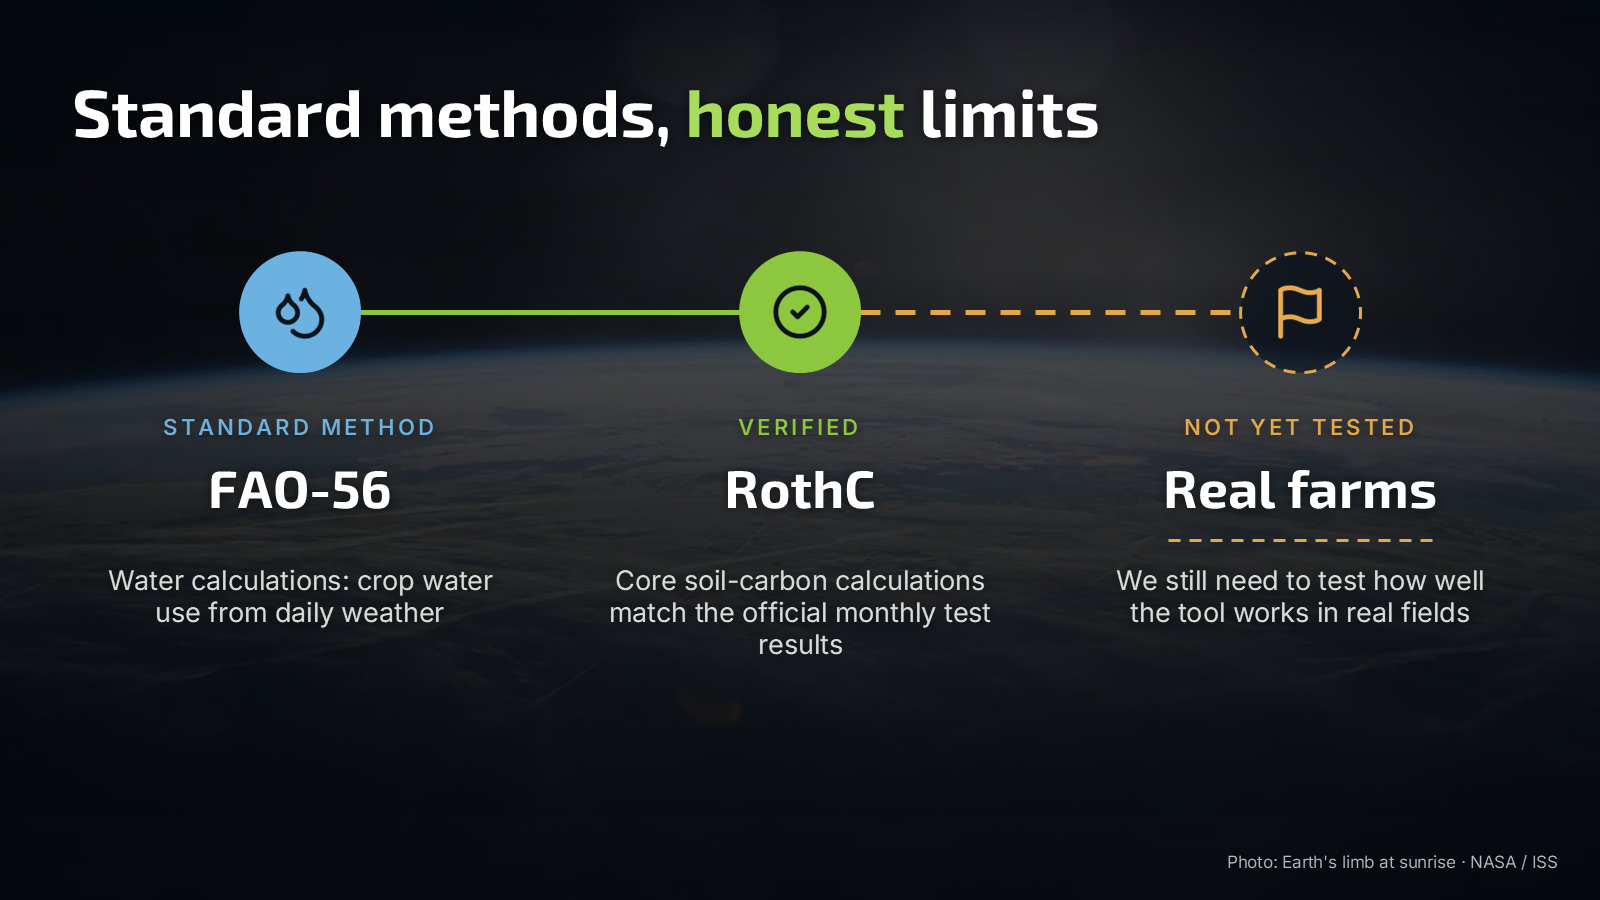 Standard methods, honest limits
STANDARD METHOD
FAO-56
Water calculations: crop water
use from daily weather
VERIFIED
RothC
Core soil-carbon calculations
match the official monthly test
results
NOT YET TESTED
Real farms
We still need to test how well
the tool works in real fields
Photo: Earth's limb at sunrise · NASA / ISS